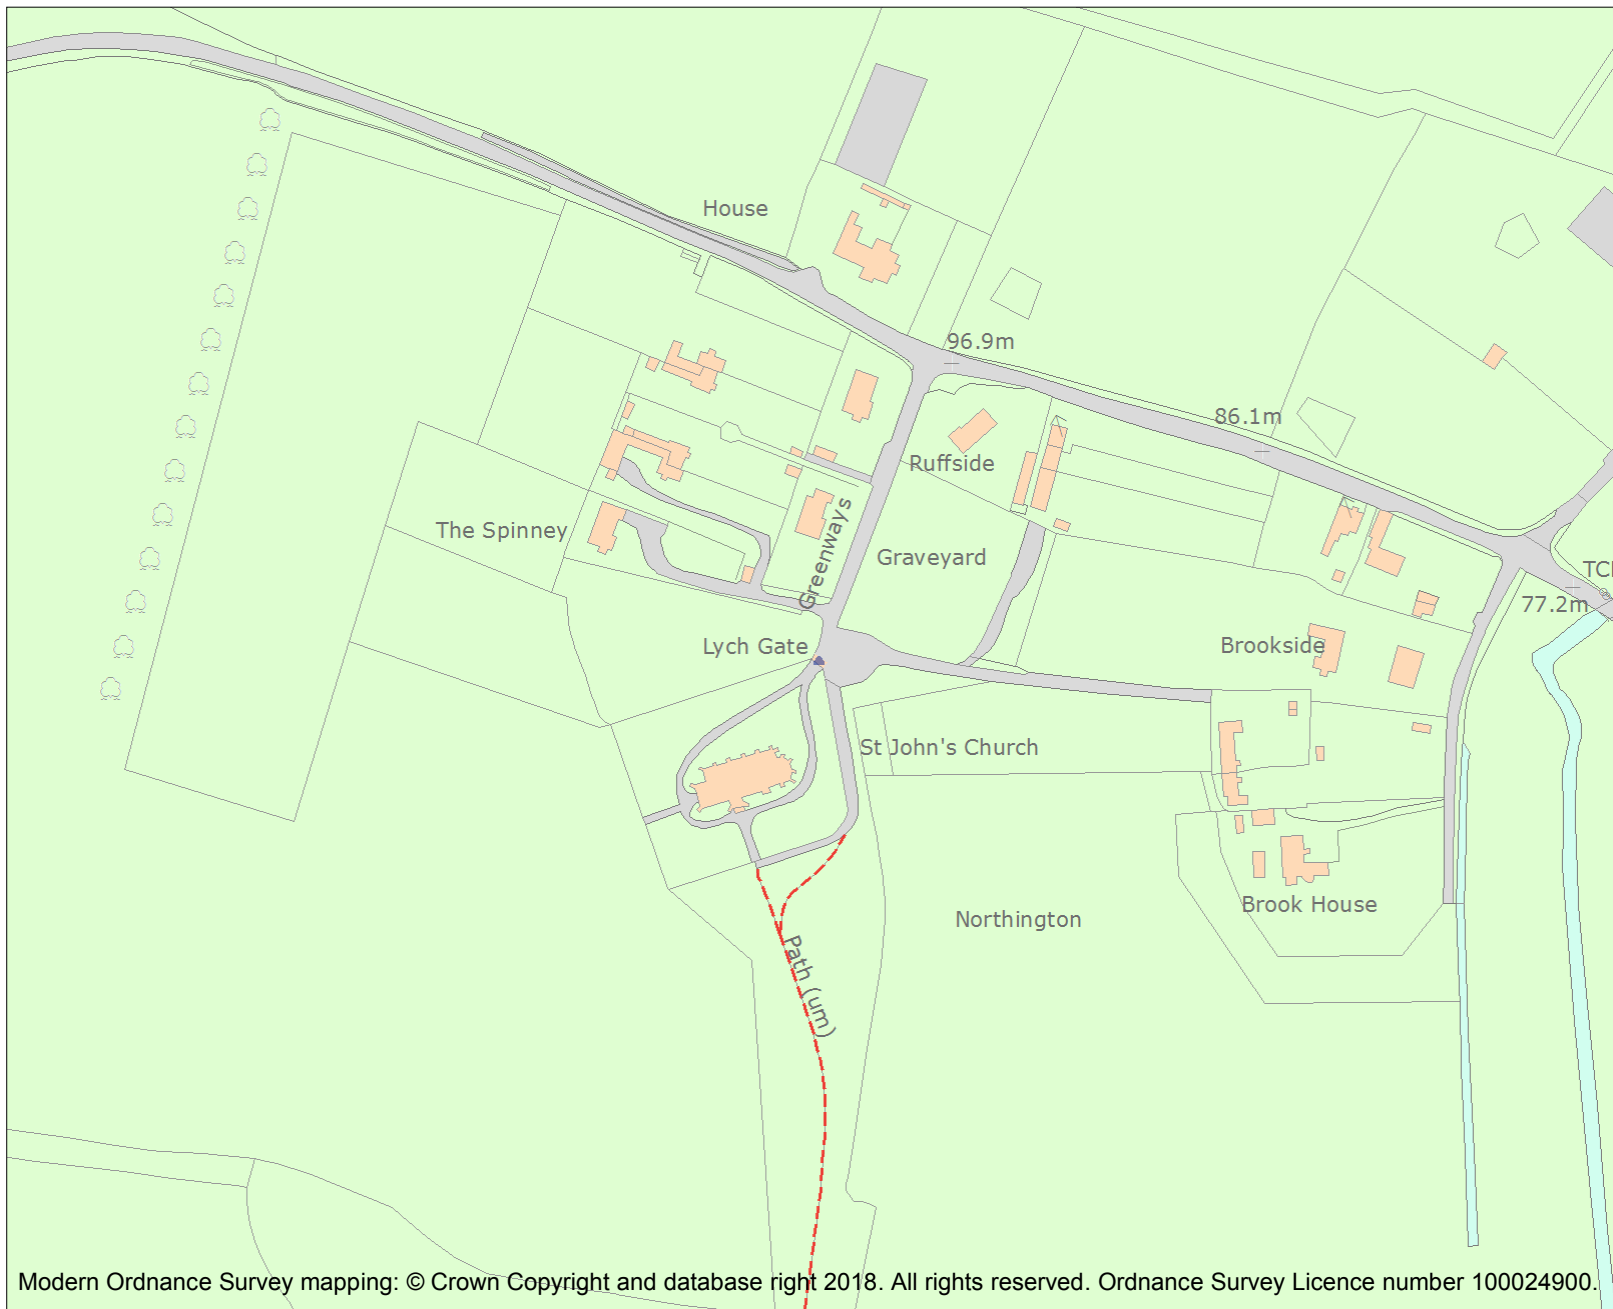 House
96.9m
86.1m
Ruffside
The Spinney
Greenways
Graveyard
TCB
77.2m
Lych Gate
Brookside
St John's Church
Brook House
Northington
Path (um)
Modern Ordnance Survey mapping: © Crown Copyright and database right 2018. All rights reserved. Ordnance Survey Licence number 100024900.